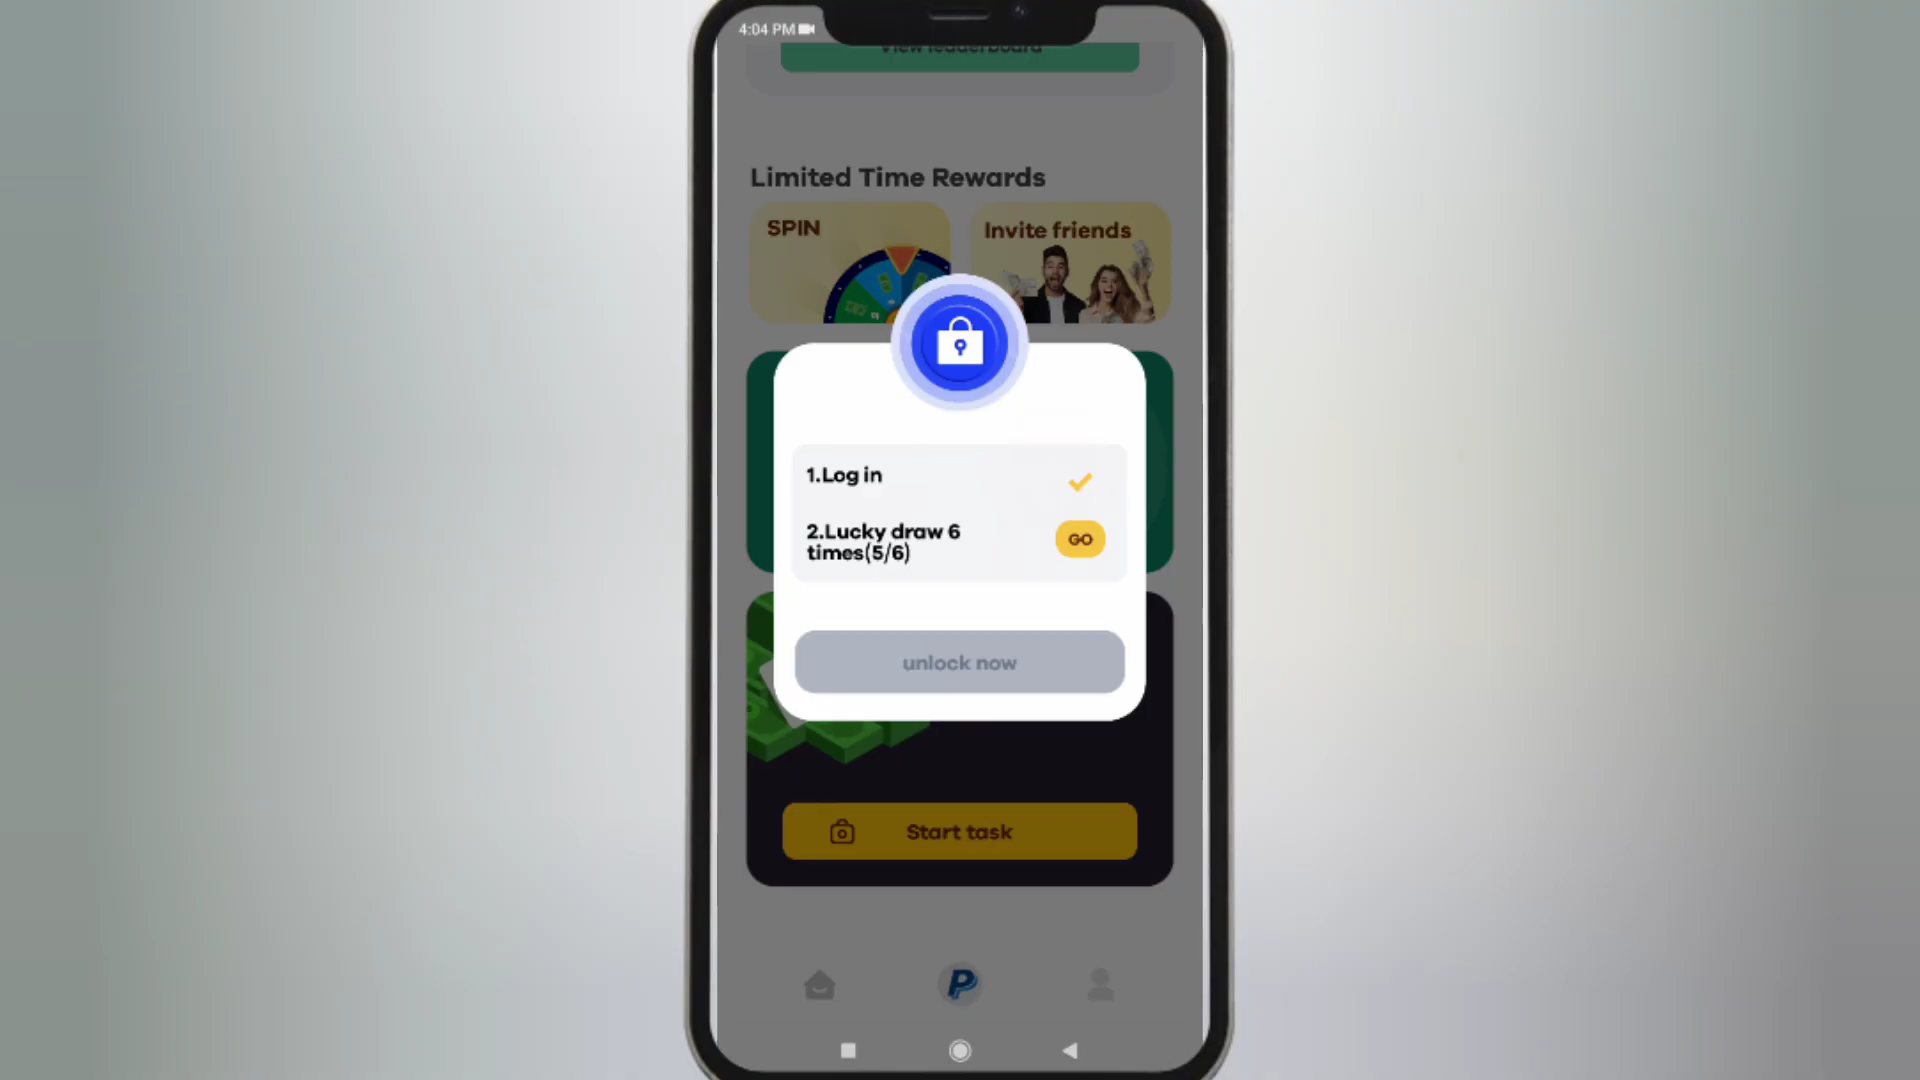 4:04 PM
View leaderboard
Limited Time Rewards
SPIN
Invite friends
1.Log in
2.Lucky draw 6
times(5/6)
GO
unlock now
Start task